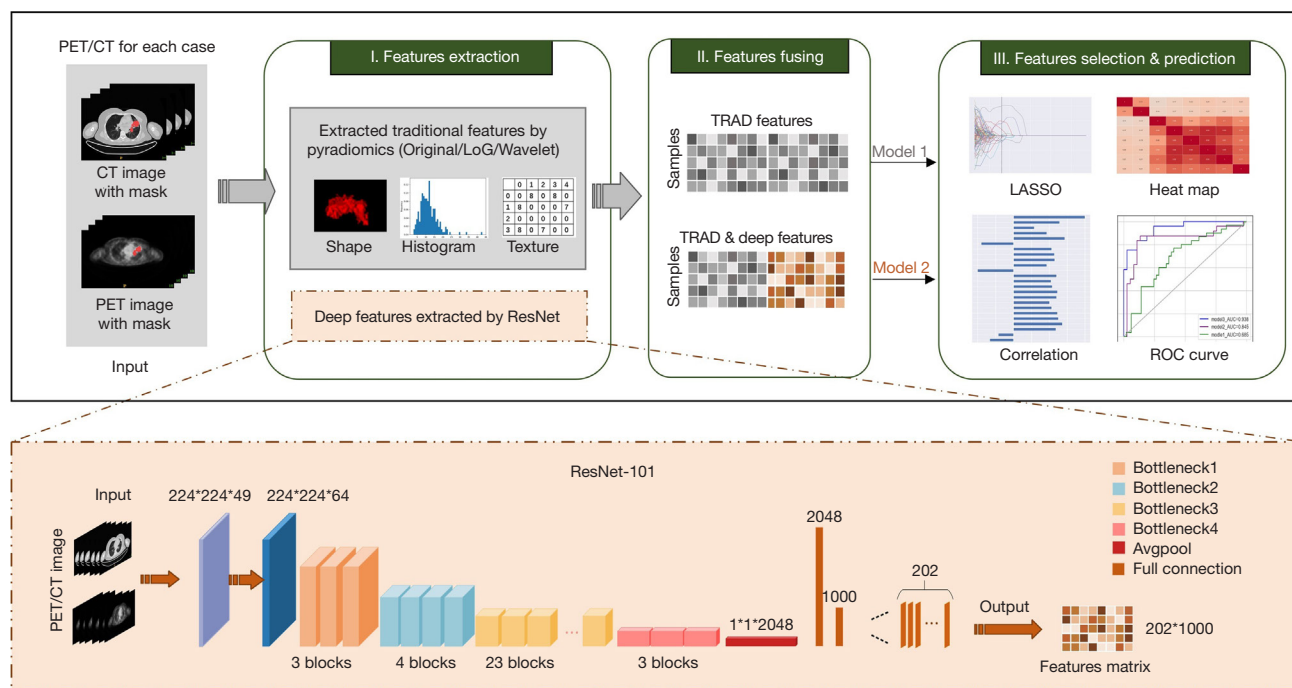 PET/CT for each case
CT image
with mask
PET image
with mask
Input
I. Features extraction
Extracted traditional features by
pyradiomics (Original/LoG/Wavelet)
Shape
Histogram
0 1 2 3 4
0 0 8 0 8 0
1 8 0 0 0 7
2 0 0 0 0 0
3 8 0 7 0 0
Texture
Deep features extracted by ResNet
II. Features fusing
TRAD features
Samples
TRAD & deep features
Samples
Model 1
Model 2
III. Features selection & prediction
LASSO
Heat map
Correlation
ROC curve
ResNet-101
Input
PET/CT image
224*224*49
224*224*64
3 blocks
4 blocks
23 blocks
...
3 blocks
1*1*2048
2048
1000
202
...
Output
202*1000
Features matrix
Bottleneck1
Bottleneck2
Bottleneck3
Bottleneck4
Avgpool
Full connection